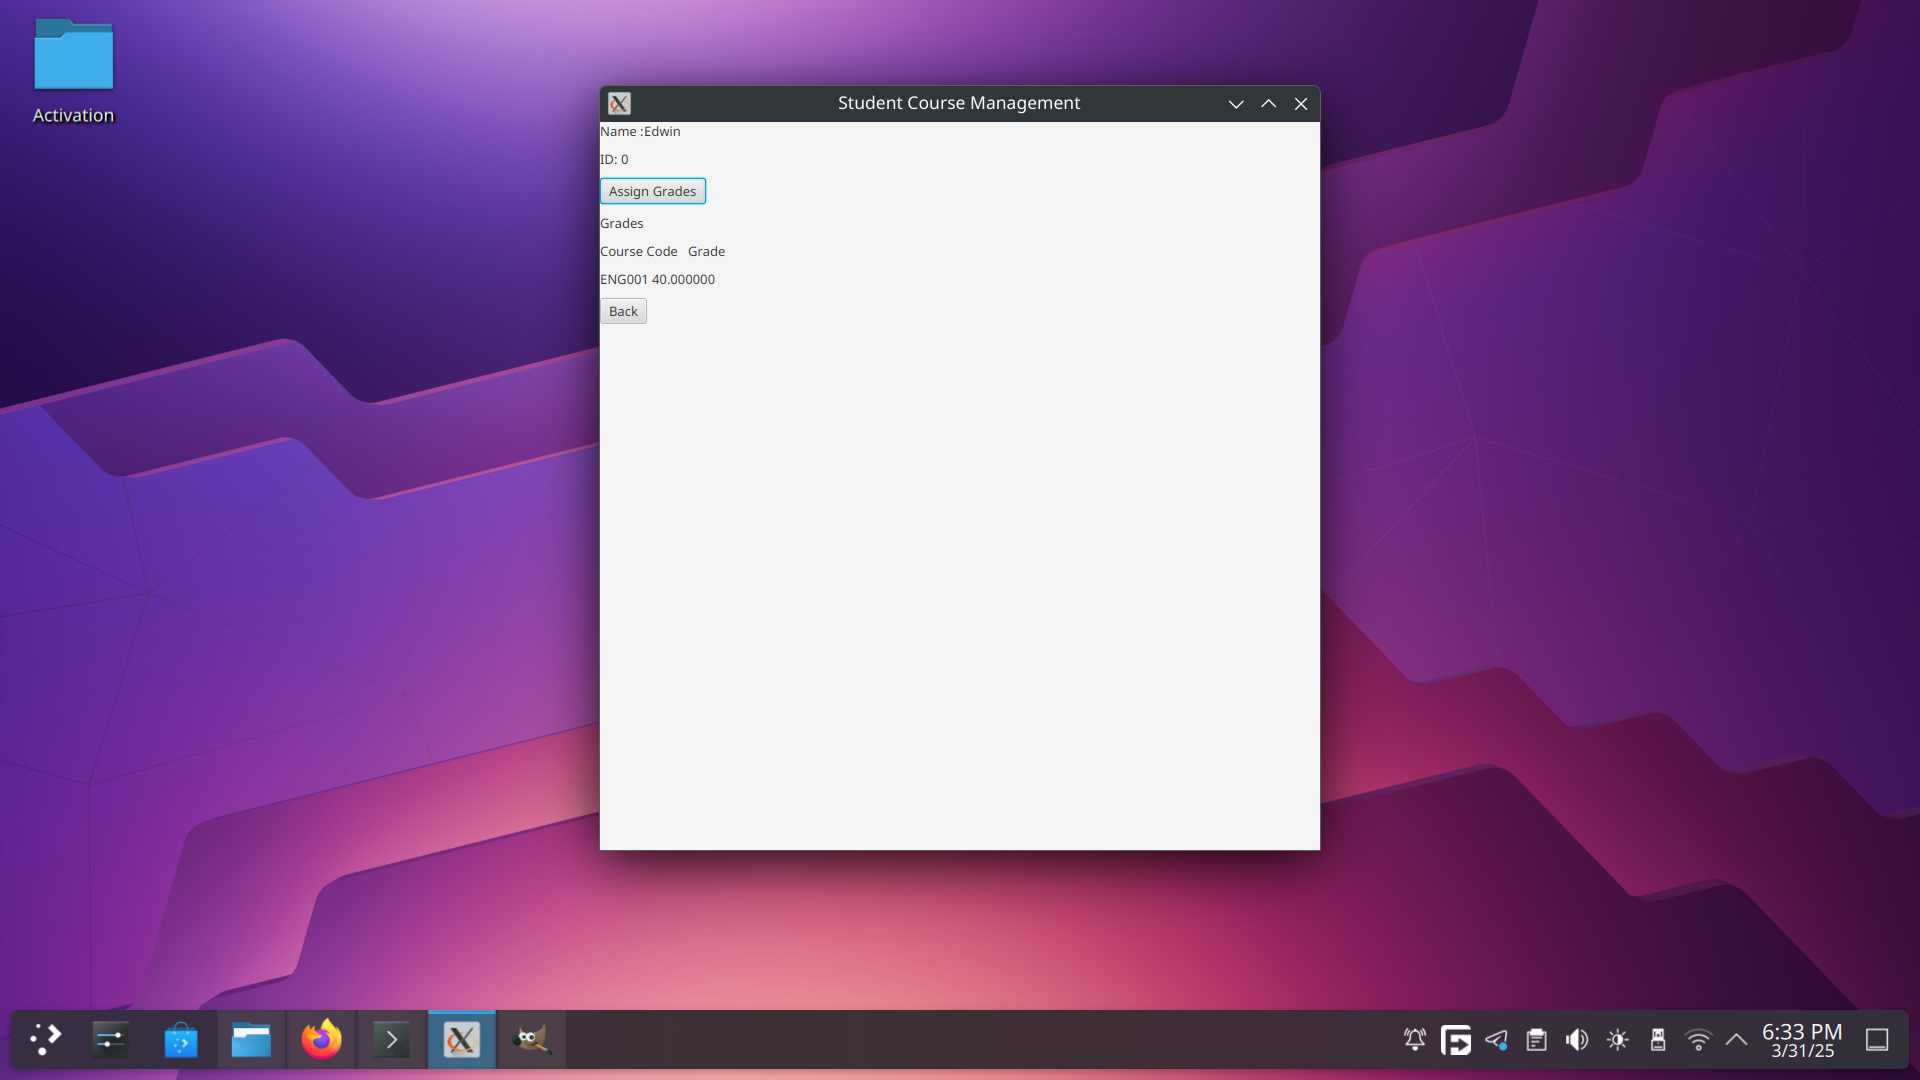 Activation
Student Course Management
Name :Edwin
ID: 0
Assign Grades
Grades
Course Code Grade
ENG001 40.000000
Back
6:33 PM
3/31/25